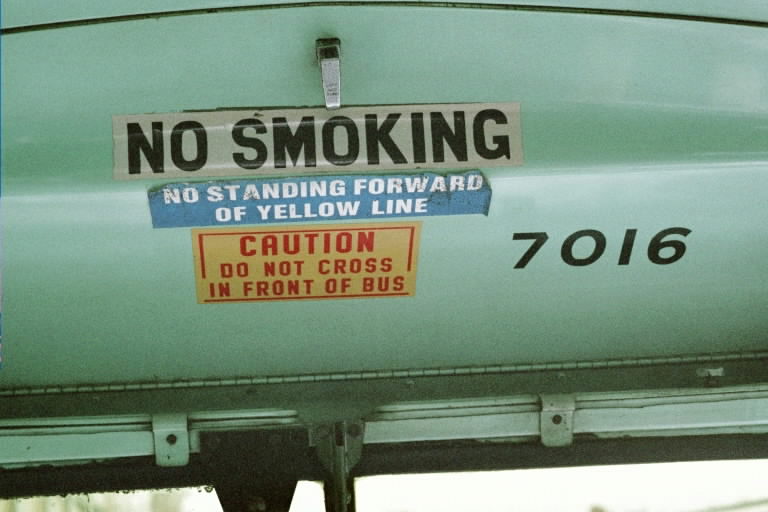 NO SMOKING
NO STANDING FORWARD
OF YELLOW LINE
CAUTION
DO NOT CROSS
IN FRONT OF BUS
7016